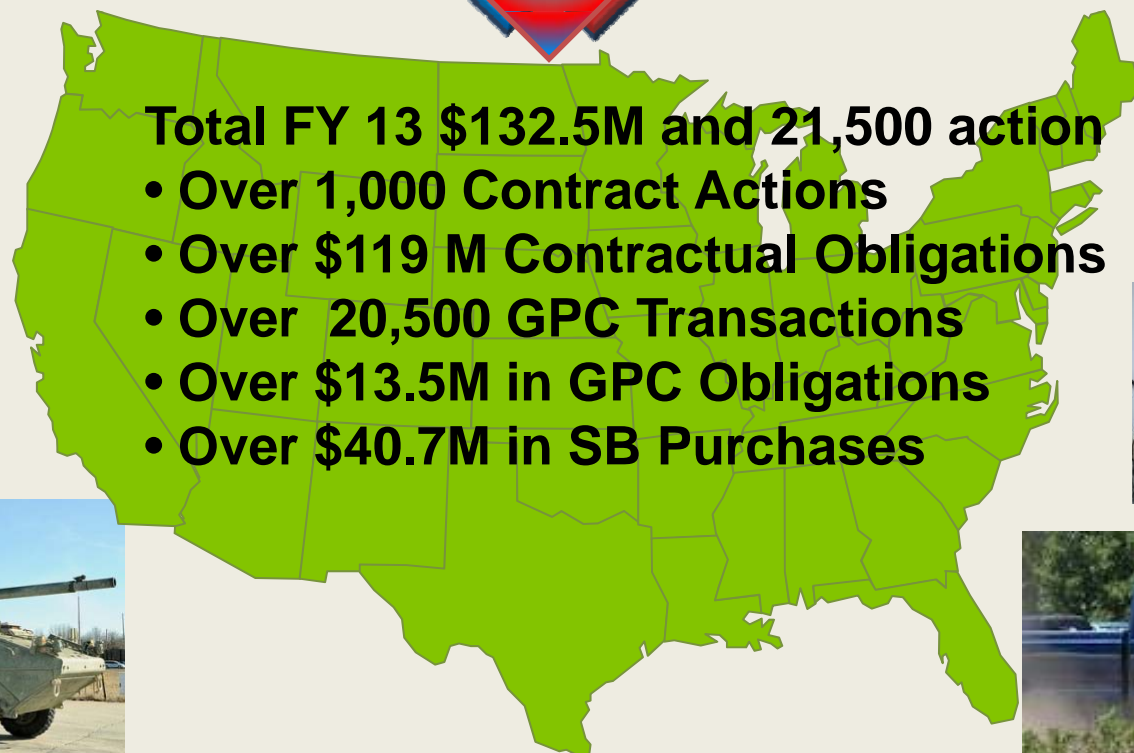 Total FY 13 $132.5M and 21,500 action
• Over 1,000 Contract Actions
• Over $119 M Contractual Obligations
• Over  20,500 GPC Transactions
• Over $13.5M in GPC Obligations
• Over $40.7M in SB Purchases